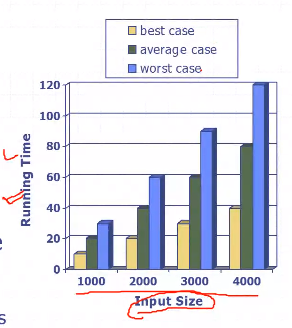 best case
average case
worst case
120
100
80
60
40
20
0
Running Time
1000 2000 3000 4000
Input Size
s